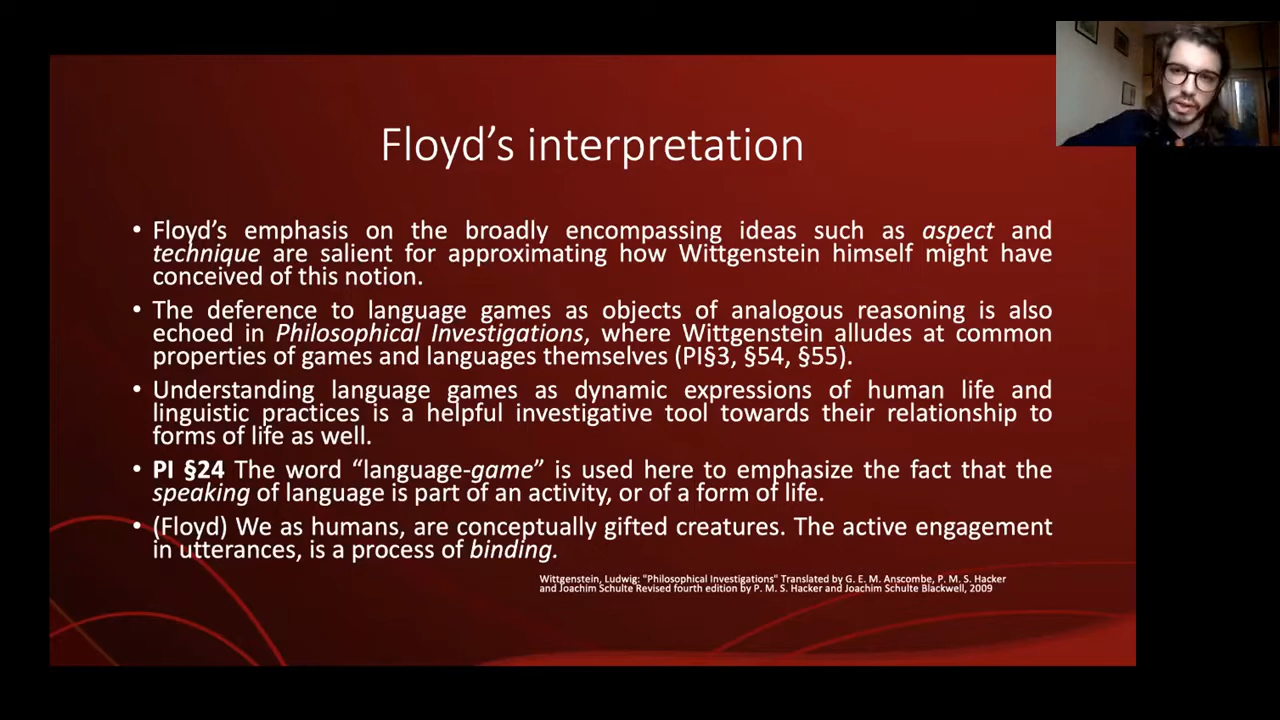 Floyd's interpretation
• Floyd's emphasis on the broadly encompassing ideas such as aspect and
technique are salient for approximating how Wittgenstein himself might have
conceived of this notion.
• The deference to language games as objects of analogous reasoning is also
echoed in Philosophical Investigations, where Wittgenstein alludes at common
properties of games and languages themselves (PI§3, §54, §55).
• Understanding language games as dynamic expressions of human life and
linguistic practices is a helpful investigative tool towards their relationship to
forms of life as well.
• PI §24 The word “language-game” is used here to emphasize the fact that the
speaking of language is part of an activity, or of a form of life.
• (Floyd) We as humans, are conceptually gifted creatures. The active engagement
in utterances, is a process of binding.
Wittgenstein, Ludwig: "Philosophical Investigations" Translated by G. E. M. Anscombe, P. M. S. Hacker
and Joachim Schulte Revised fourth edition by P. M. S. Hacker and Joachim Schulte Blackwell, 2009